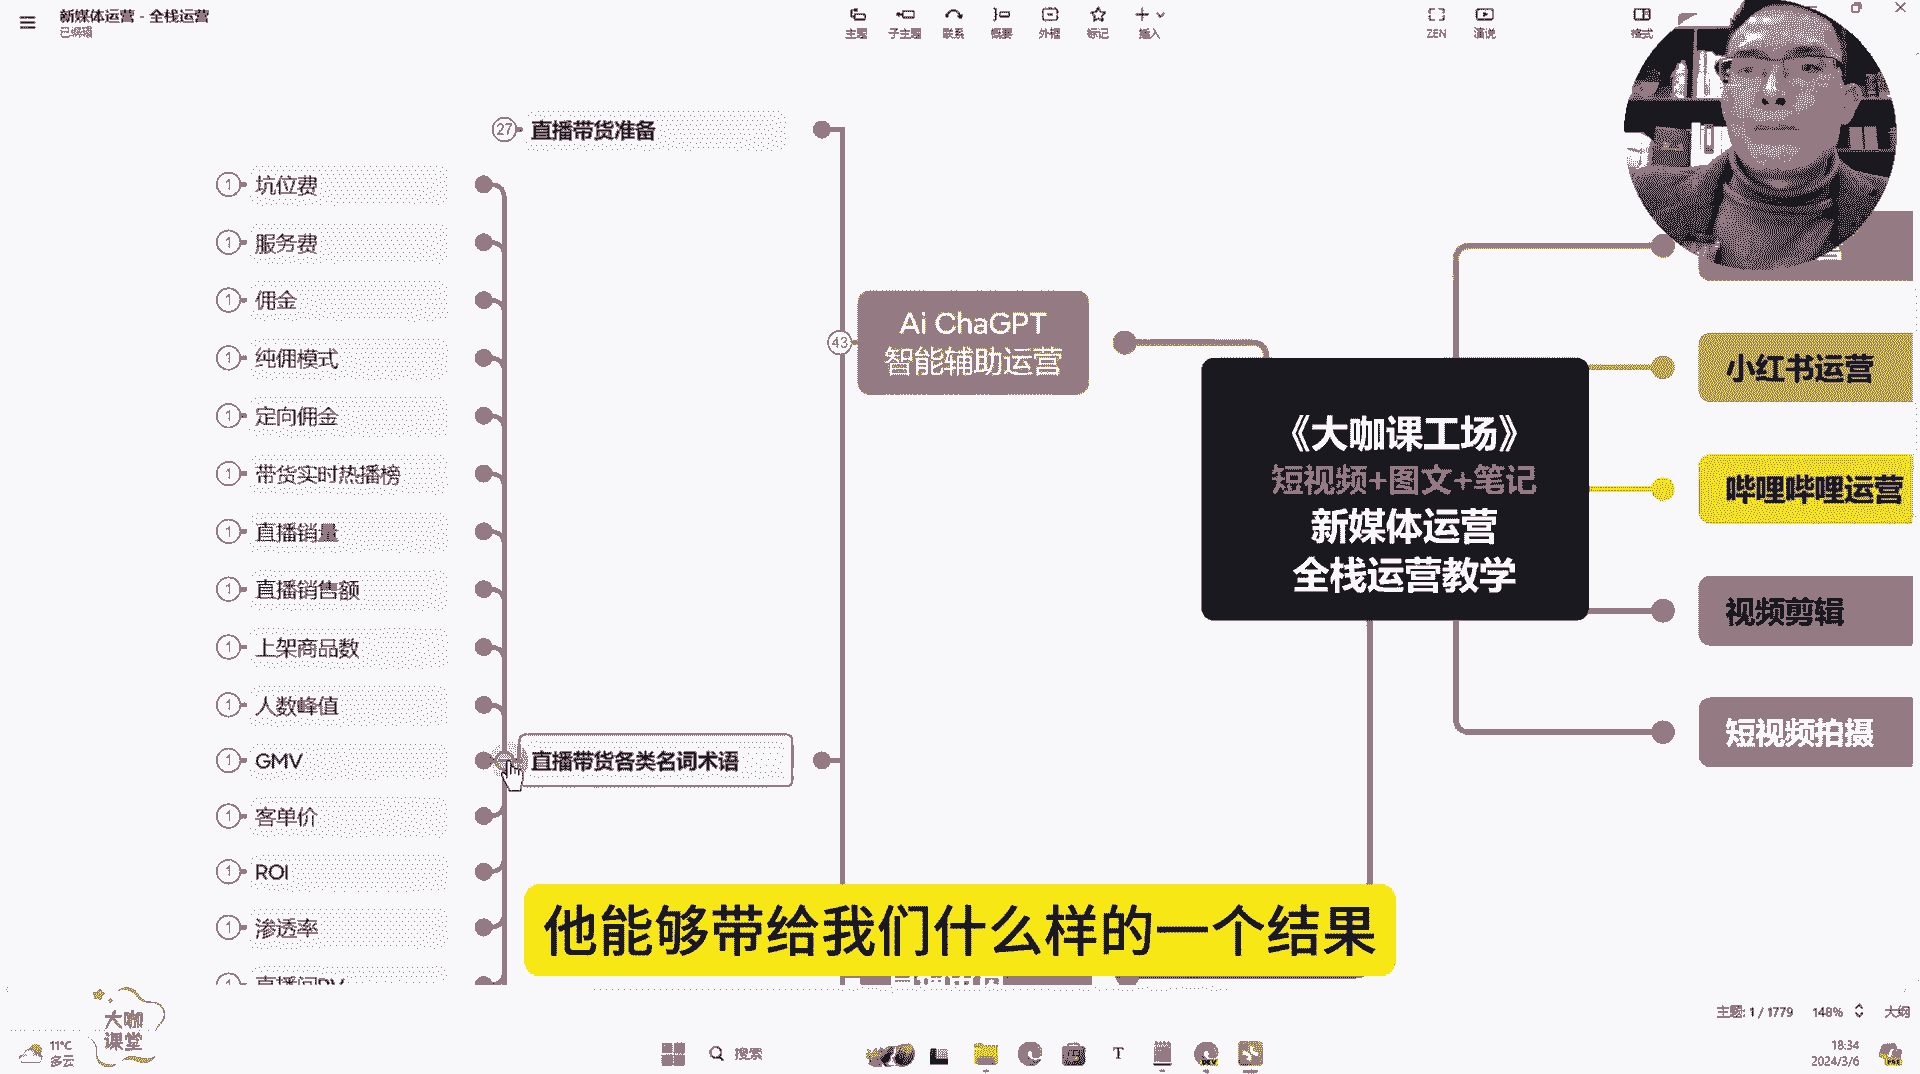 新媒体运营 - 全栈运营
已编辑
主题 子主题 联系 概要 外框 标记 插入
ZEN 演说 格式
27 直播带货准备
1 坑位费
1 服务费
1 佣金
1 纯佣模式
1 定向佣金
1 带货实时热播榜
1 直播销量
1 直播销售额
1 上架商品数
1 人数峰值
1 GMV
1 客单价
1 ROI
1 渗透率
直播带货各类名词术语
43
Ai ChaGPT
智能辅助运营
《大咖课工场》
短视频+图文+笔记
新媒体运营
全栈运营教学
小红书运营
哔哩哔哩运营
视频剪辑
短视频拍摄
他能够带给我们什么样的一个结果
大咖
课堂
主题: 1 / 1779 148% 大纲
11°C
多云
搜索
18:34
2024/3/6